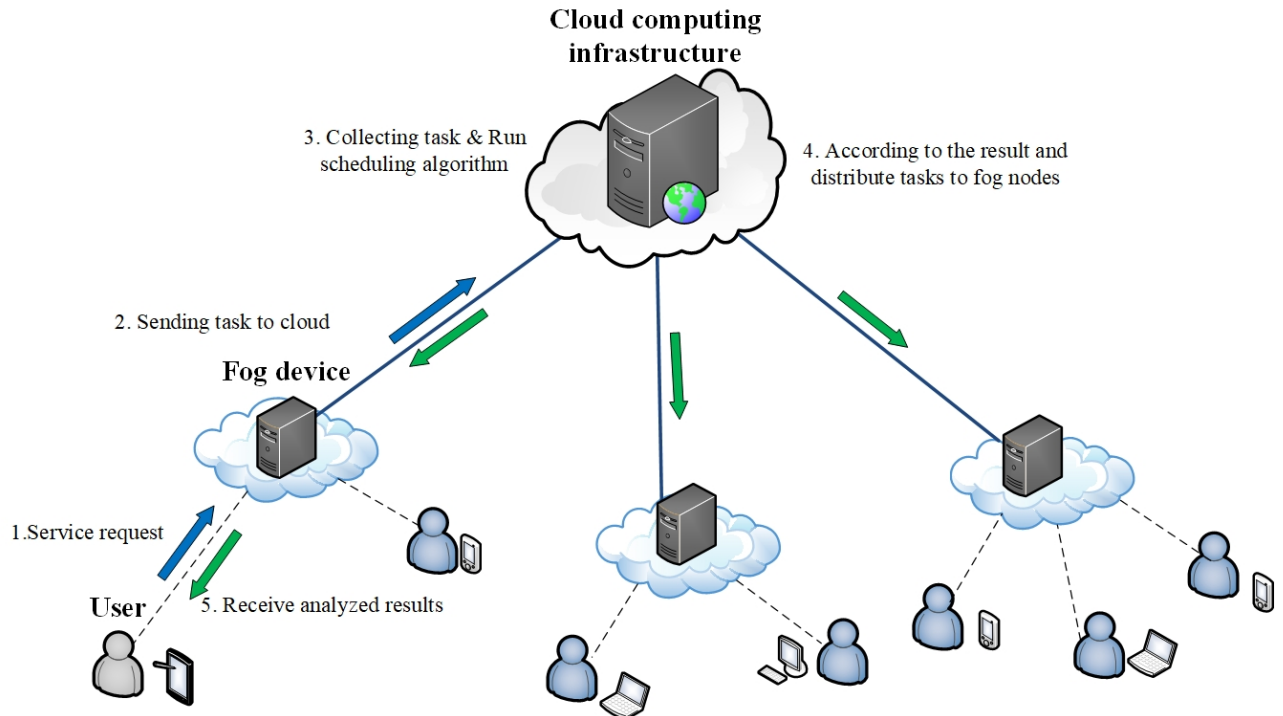 Cloud computing
infrastructure
3. Collecting task & Run
scheduling algorithm
4. According to the result and
distribute tasks to fog nodes
2. Sending task to cloud
Fog device
1.Service request
User
5. Receive analyzed results